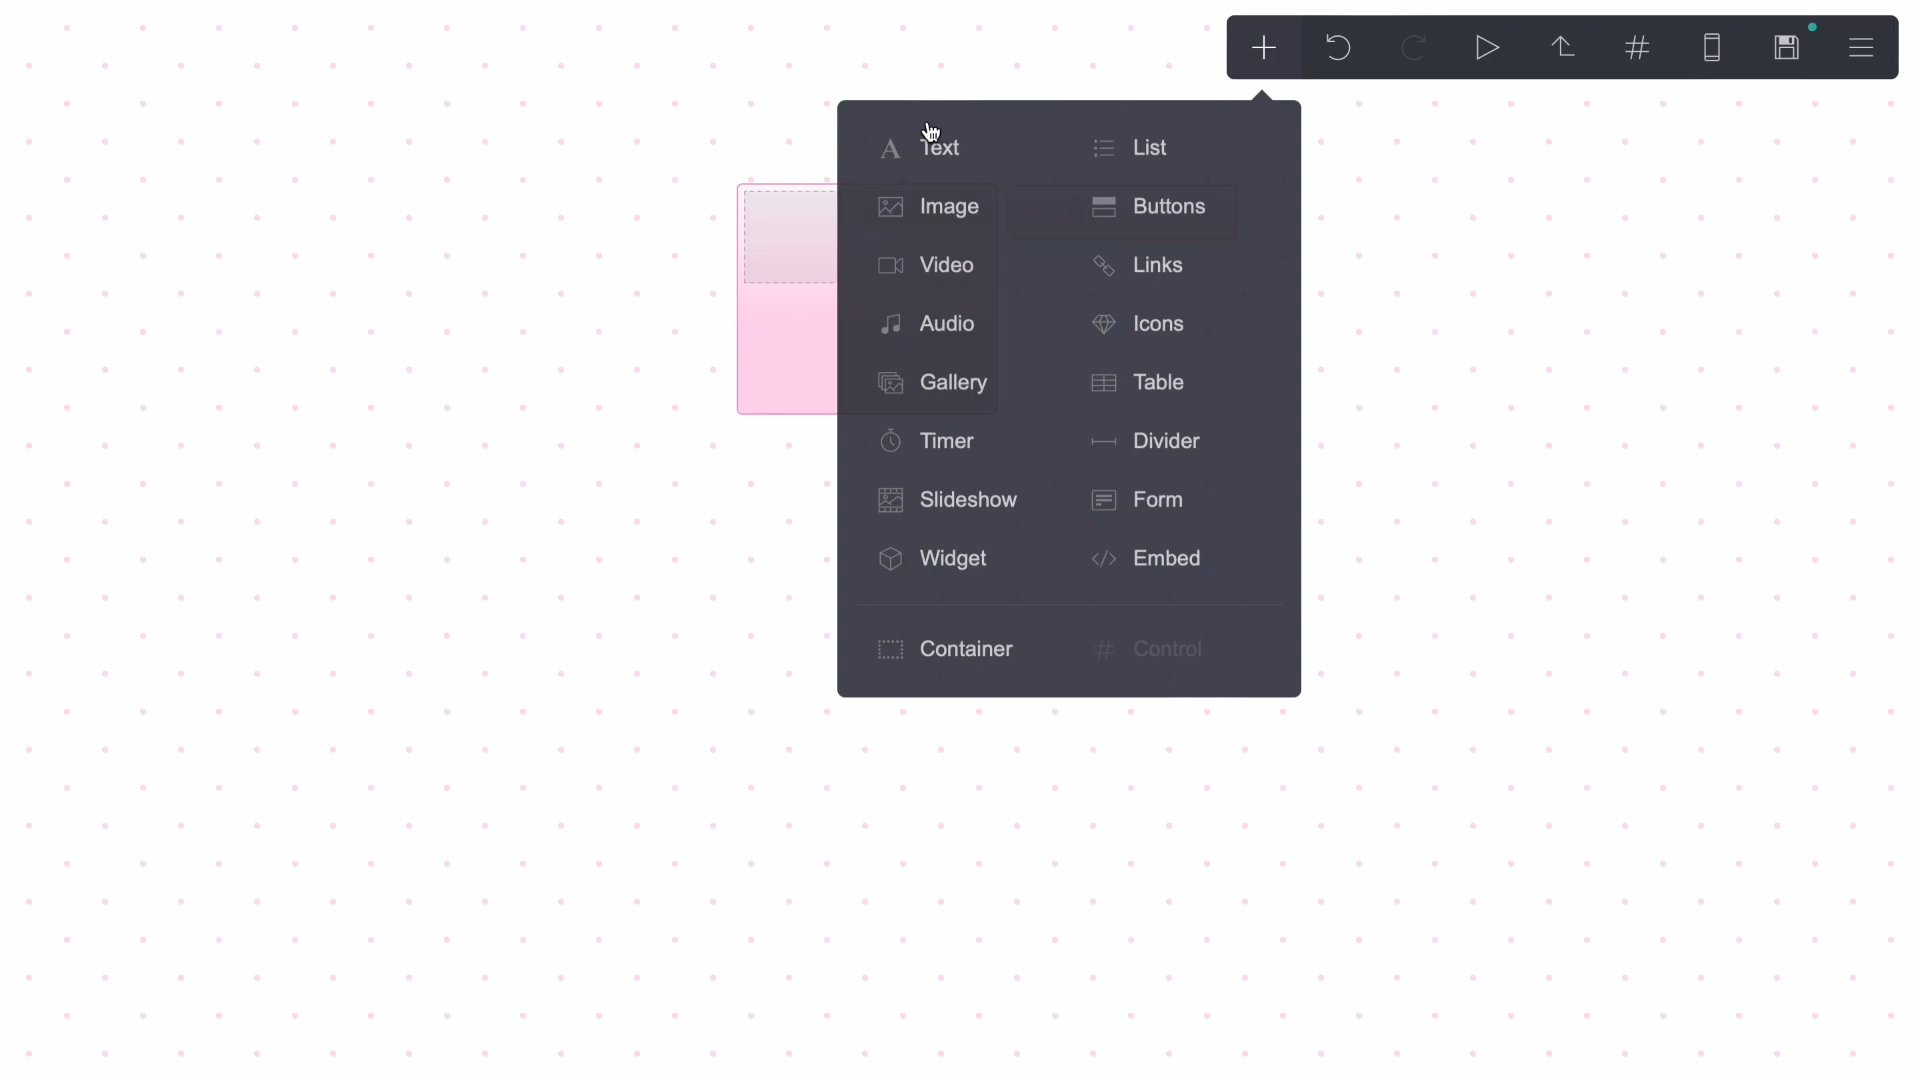 Text
List
Image
Buttons
Video
Links
Audio
Icons
Gallery
Table
Timer
Divider
Slideshow
Form
Widget
Embed
Container
Control